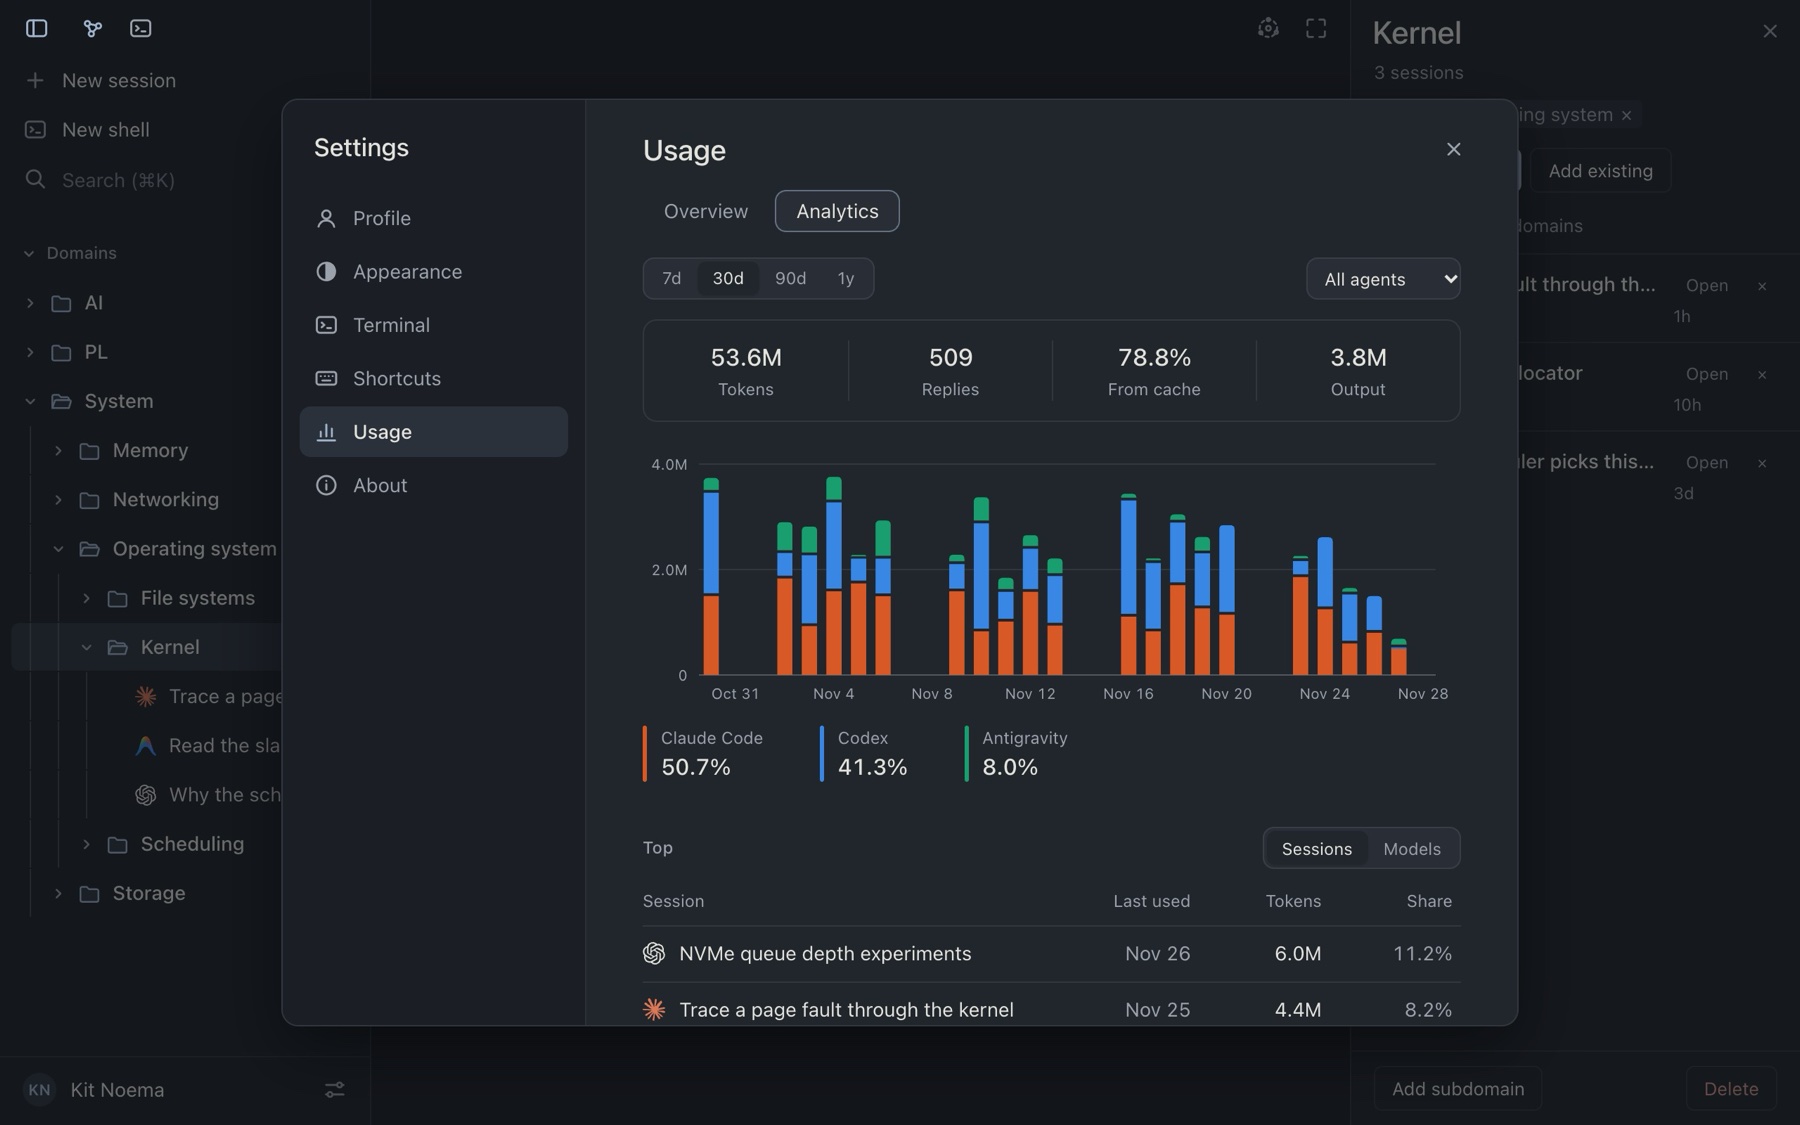 New session
New shell
Search (⌘K)
Domains
AI
PL
System
Memory
Networking
Operating system
File systems
Kernel
Trace a page
Read the sla
Why the sch
Scheduling
Storage
KN
Kit Noema
Settings
Profile
Appearance
Terminal
Shortcuts
Usage
About
Usage
Overview
Analytics
7d 30d 90d 1y
All agents
53.6M
Tokens
509
Replies
78.8%
From cache
3.8M
Output
4.0M
2.0M
0
Oct 31 Nov 4 Nov 8 Nov 12 Nov 16 Nov 20 Nov 24 Nov 28
Claude Code
50.7%
Codex
41.3%
Antigravity
8.0%
Top
Sessions Models
Session Last used Tokens Share
NVMe queue depth experiments Nov 26 6.0M 11.2%
Trace a page fault through the kernel Nov 25 4.4M 8.2%
Kernel
3 sessions
ing system ×
Add existing
domains
ult through th... Open ×
1h
locator Open ×
10h
ler picks this... Open ×
3d
Add subdomain
Delete